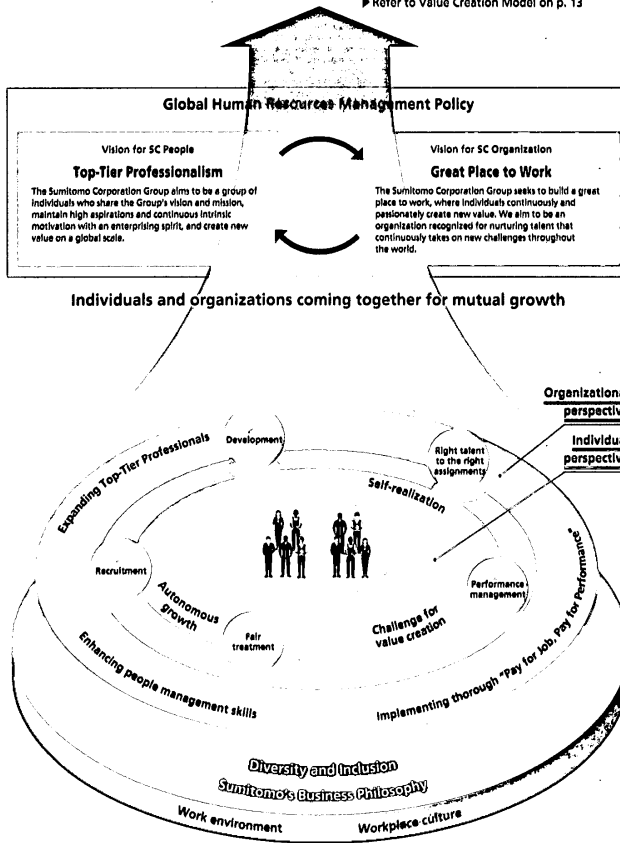 ▶ Refer to Value Creation Model on p. 13
Global Human Resources Management Policy
Vision for SC People
Top-Tier Professionalism
The Sumitomo Corporation Group aims to be a group of
individuals who share the Group's vision and mission,
maintain high aspirations and continuous intrinsic
motivation with an enterprising spirit, and create new
value on a global scale.
Vision for SC Organization
Great Place to Work
The Sumitomo Corporation Group seeks to build a great
place to work, where individuals continuously and
passionately create new value. We aim to be an
organization recognized for nurturing talent that
continuously takes on new challenges throughout
the world.
Individuals and organizations coming together for mutual growth
Organizationa
perspectiv
Individua
perspectiv
Expanding Top-Tier Professionals
Development
Right talent
to the right
assignments
Self-realization
Recruitment
Autonomous
growth
Fair
treatment
Performance
management
Challenge for
value creation
Enhancing people management skills
Implementing thorough "Pay for Job, Pay for Performance"
Diversity and Inclusion
Sumitomo's Business Philosophy
Work environment
Workplace culture